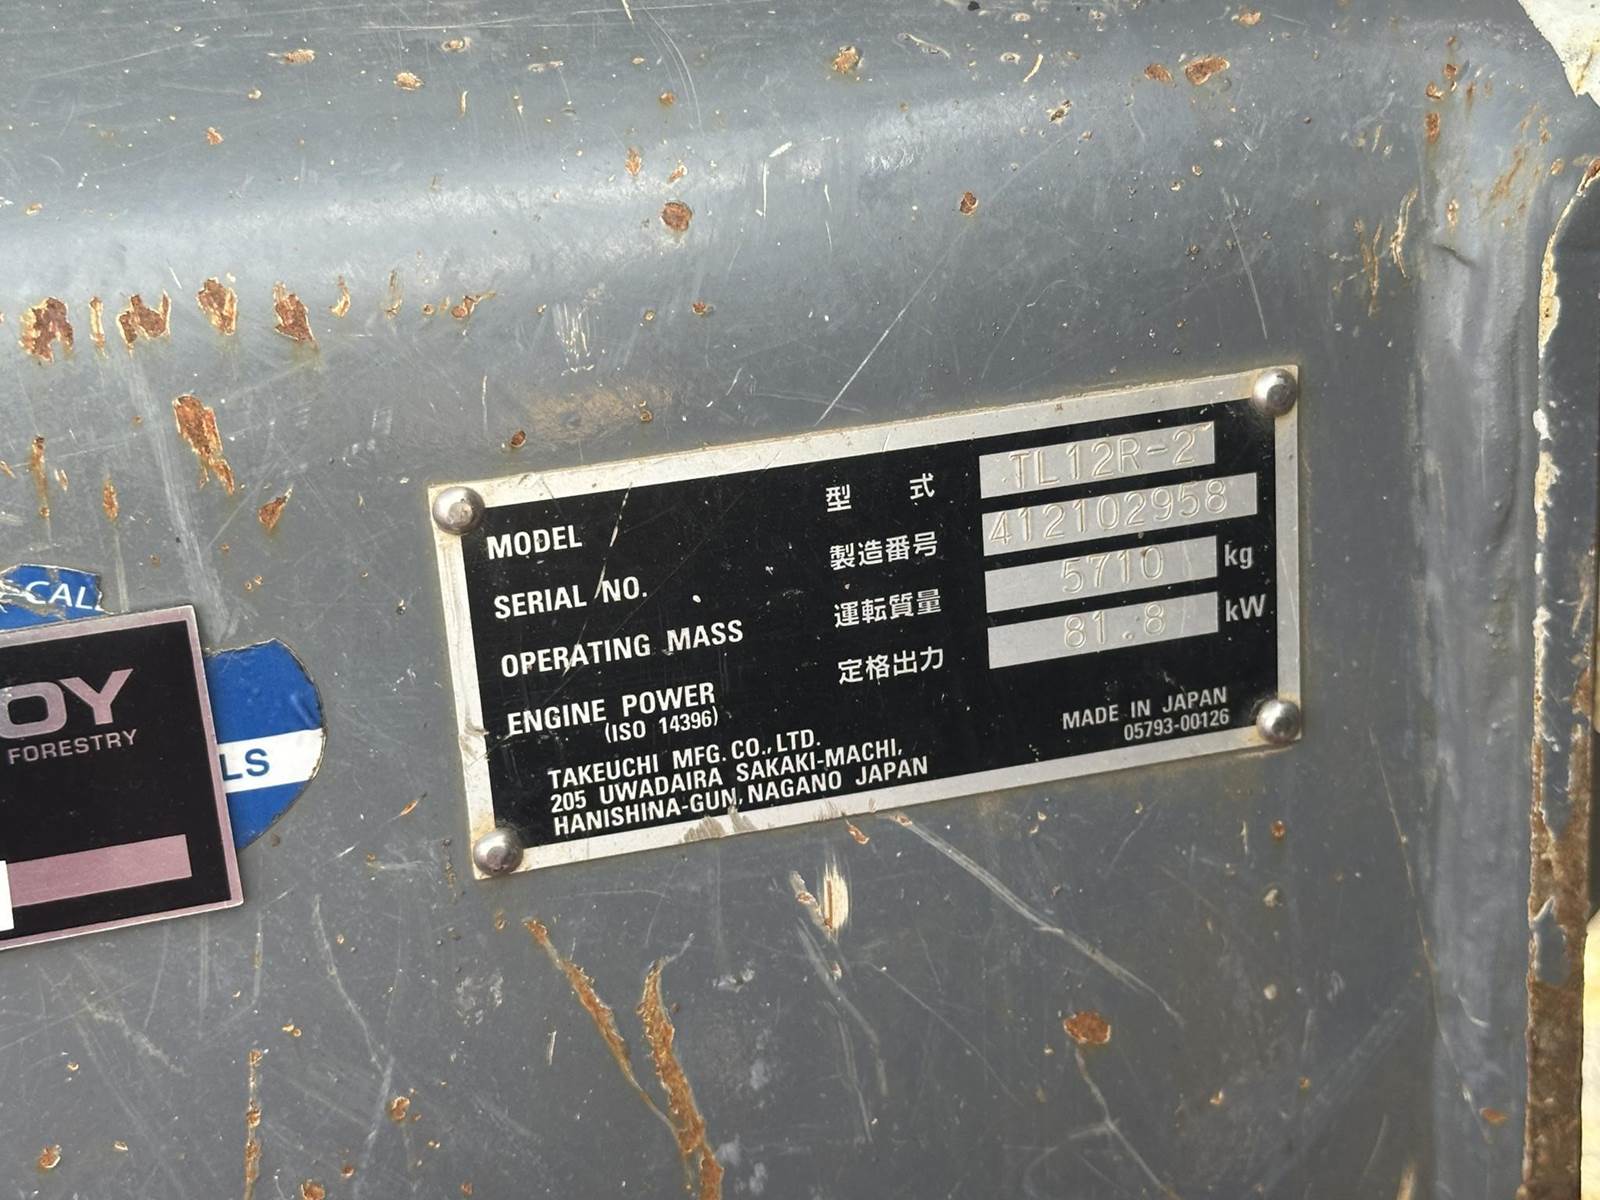 CAL
OY
FORESTRY
LS
MODEL 型 式 TL12R-2
SERIAL NO. 製造番号 412102958
OPERATING MASS 運転質量 5710 kg
ENGINE POWER 定格出力 81.8 kW
(ISO 14396)
TAKEUCHI MFG. CO., LTD.
205 UWADAIRA SAKAKI-MACHI,
HANISHINA-GUN, NAGANO JAPAN
MADE IN JAPAN
05793-00126